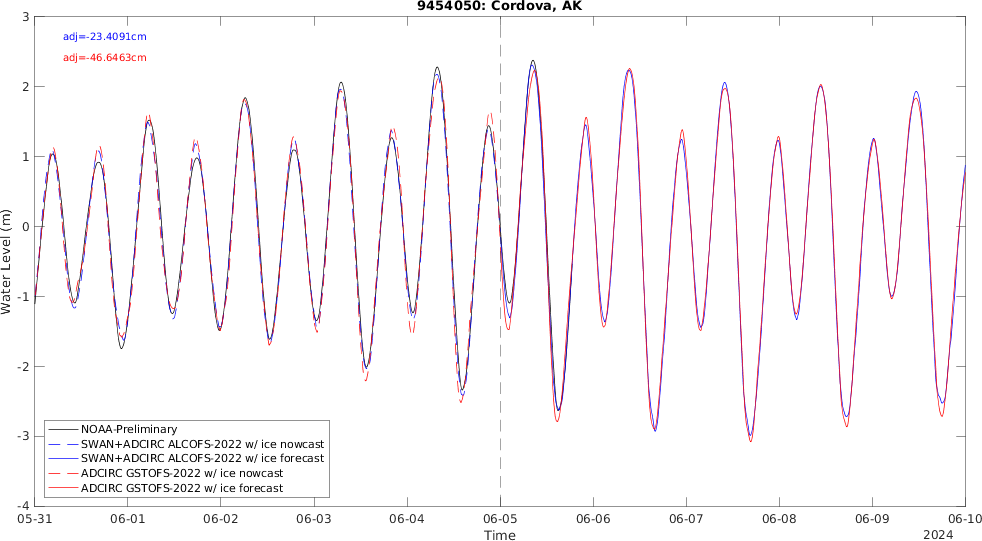 9454050: Cordova, AK
adj=-23.4091cm
adj=-46.6463cm
3
2
1
0
-1
-2
-3
-4
Water Level (m)
NOAA-Preliminary
SWAN+ADCIRC ALCOFS-2022 w/ ice nowcast
SWAN+ADCIRC ALCOFS-2022 w/ ice forecast
ADCIRC GSTOFS-2022 w/ ice nowcast
ADCIRC GSTOFS-2022 w/ ice forecast
05-31 06-01 06-02 06-03 06-04 06-05 06-06 06-07 06-08 06-09 06-10
Time
2024